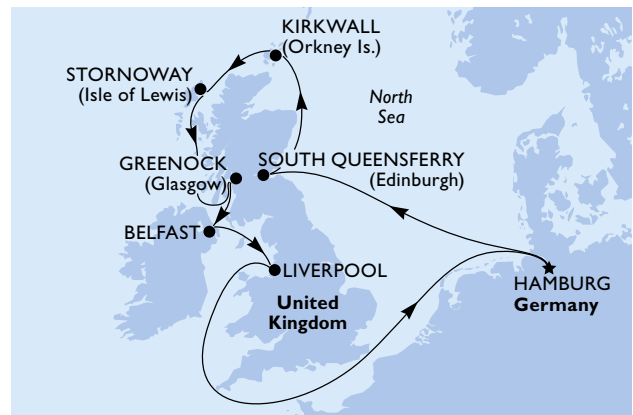 KIRKWALL
(Orkney Is.)
STORNOWAY
(Isle of Lewis)
North
Sea
GREENOCK
(Glasgow)
SOUTH QUEENSFERRY
(Edinburgh)
BELFAST
LIVERPOOL
United
Kingdom
HAMBURG
Germany